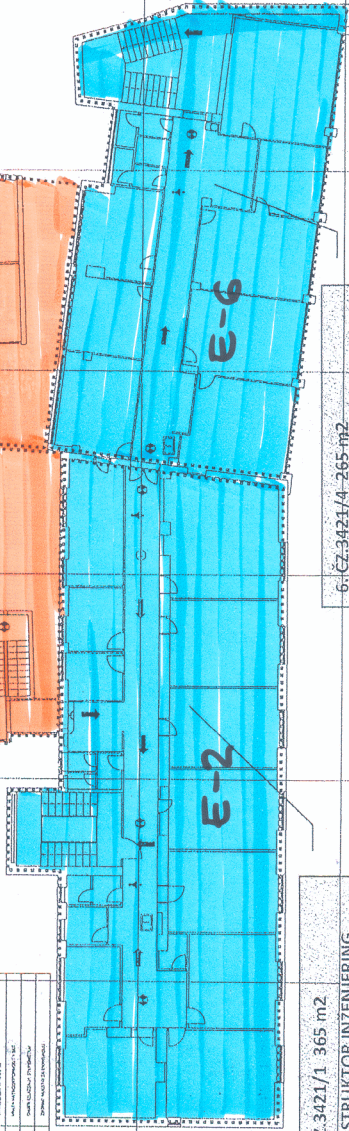 E-6
6. ČZ.3421/4 265 m2
E-2
.3421/1 365 m2
STRUKTOR INŽENJERING